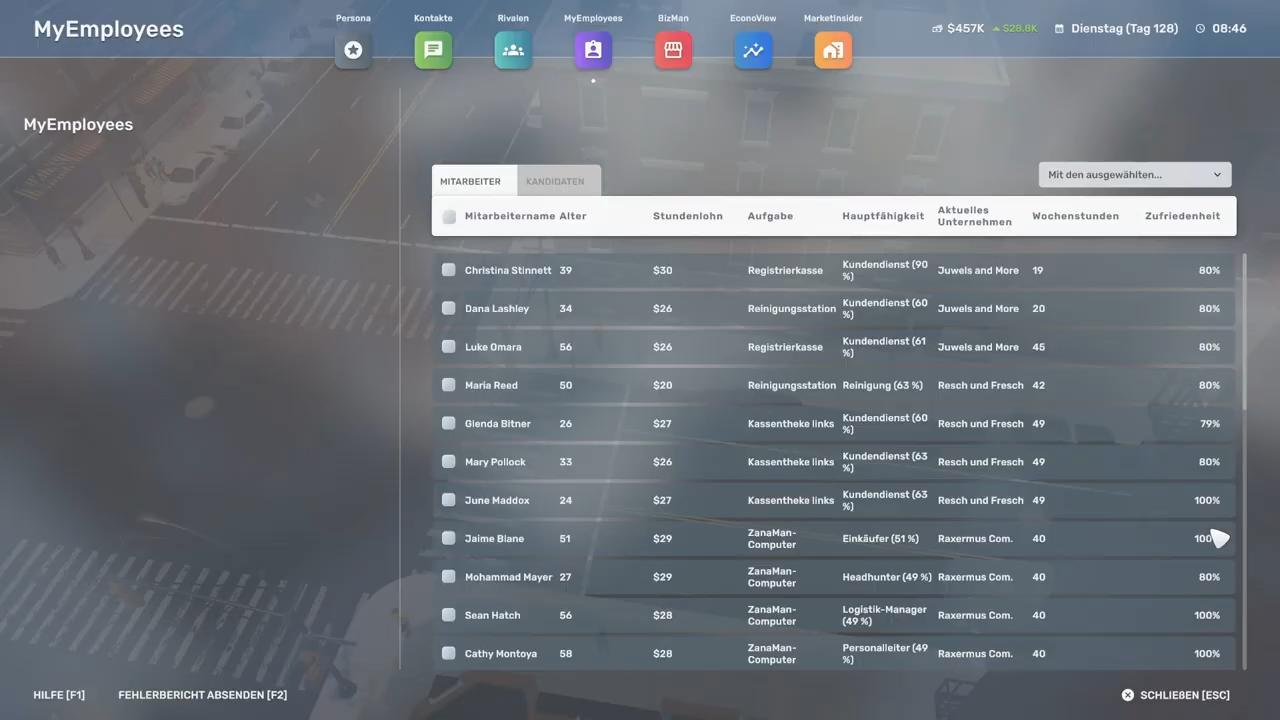 MyEmployees
Persona
Kontakte
Rivalen
MyEmployees
BizMan
EconoView
MarketInsider
$457K
$28.8K
Dienstag (Tag 128)
08:46
MyEmployees
MITARBEITER
KANDIDATEN
Mit den ausgewählten...
Mitarbeitername Alter Stundenlohn Aufgabe Hauptfähigkeit Aktuelles Unternehmen Wochenstunden Zufriedenheit
Christina Stinnett 39 $30 Registrierkasse Kundendienst (90 %) Juwels and More 19 80%
Dana Lashley 34 $26 Reinigungsstation Kundendienst (60 %) Juwels and More 20 80%
Luke Omara 56 $26 Registrierkasse Kundendienst (61 %) Juwels and More 45 80%
Maria Reed 50 $20 Reinigungsstation Reinigung (63 %) Resch und Fresch 42 80%
Glenda Bitner 26 $27 Kassentheke links Kundendienst (60 %) Resch und Fresch 49 79%
Mary Pollock 33 $26 Kassentheke links Kundendienst (63 %) Resch und Fresch 49 80%
June Maddox 24 $27 Kassentheke links Kundendienst (63 %) Resch und Fresch 49 100%
Jaime Blane 51 $29 ZanaMan-Computer Einkäufer (51 %) Raxermus Com. 40 100
Mohammad Mayer 27 $29 ZanaMan-Computer Headhunter (49 %) Raxermus Com. 40 80%
Sean Hatch 56 $28 ZanaMan-Computer Logistik-Manager (49 %) Raxermus Com. 40 100%
Cathy Montoya 58 $28 ZanaMan-Computer Personalleiter (49 %) Raxermus Com. 40 100%
HILFE [F1]
FEHLERBERICHT ABSENDEN [F2]
SCHLIEßEN [ESC]